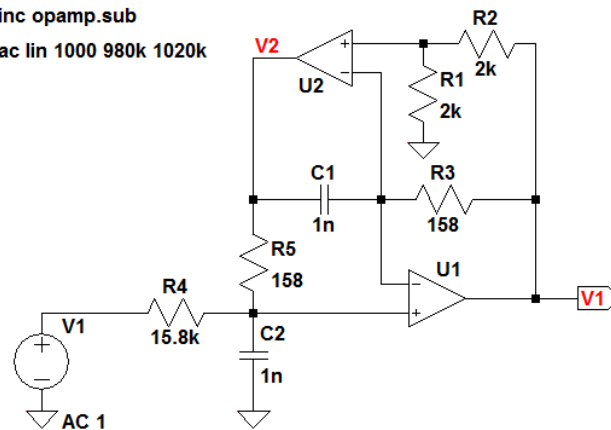 inc opamp.sub
ac lin 1000 980k 1020k
V2
R2
2k
U2
R1
2k
C1
1n
R3
158
R5
158
U1
V1
R4
15.8k
V1
C2
1n
AC 1
+
−
+
−
−
+